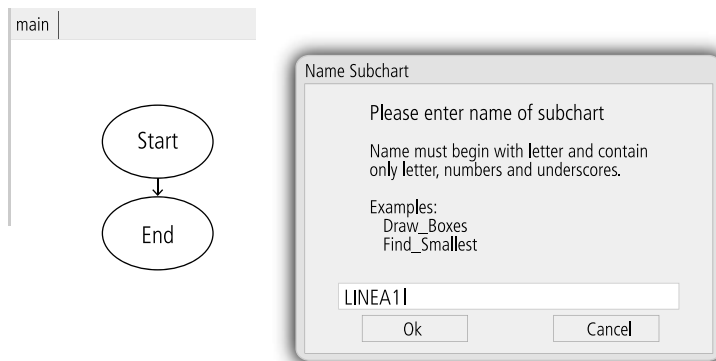 main
Start
End
Name Subchart
Please enter name of subchart
Name must begin with letter and contain
only letter, numbers and underscores.
Examples:
Draw_Boxes
Find_Smallest
LINEA1
Ok
Cancel